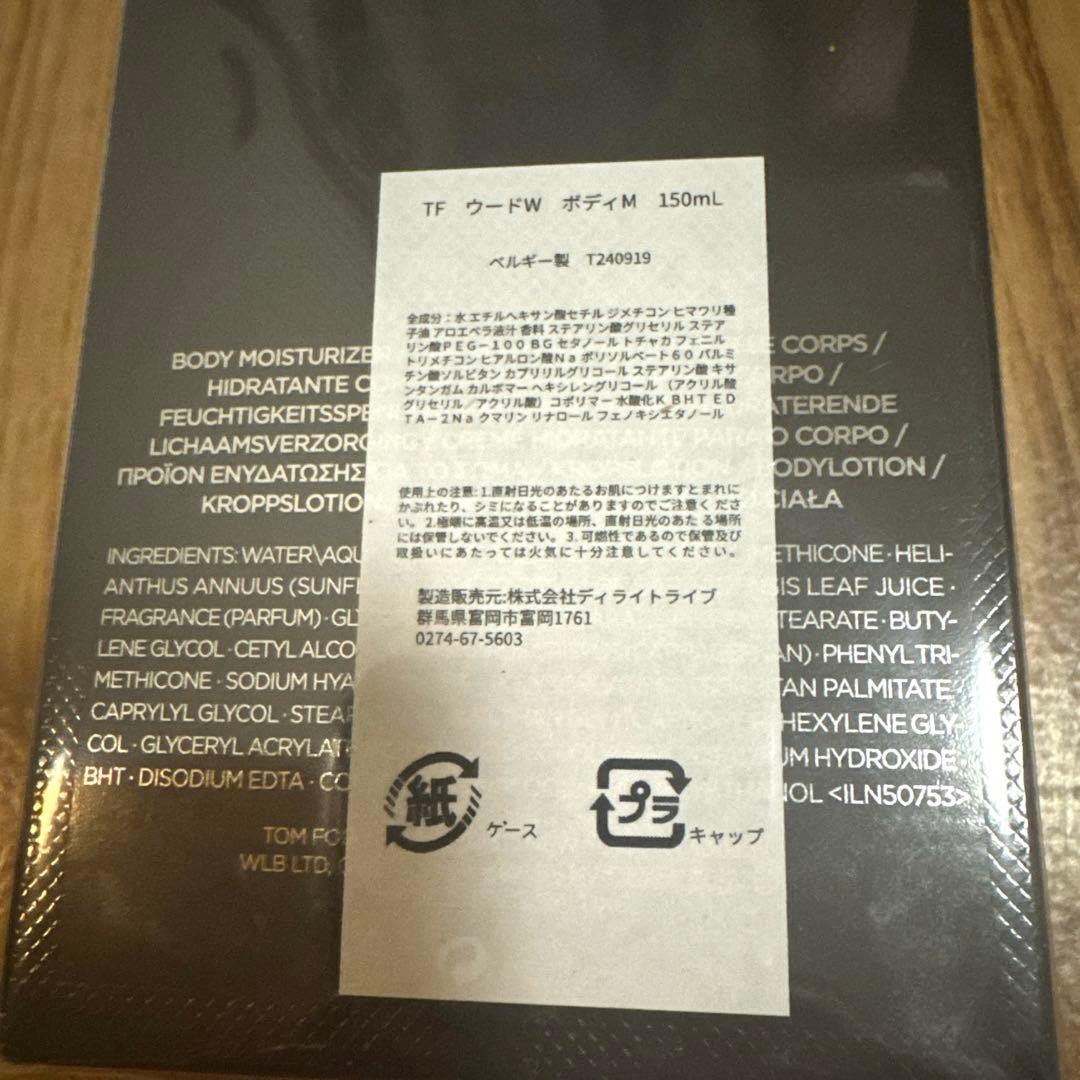 TF ウードW ボディM 150mL
ベルギー製 T240919
全成分：水 エチルヘキサン酸セチル ジメチコン ヒマワリ種
子油 アロエベラ液汁 香料 ステアリン酸グリセリル ステア
リン酸PEG－100 BG セタノール トチャカ フェニル
トリメチコン ヒアルロン酸Na ポリソルベート60 パルミ
チン酸ソルビタン カプリリルグリコール ステアリン酸 キサ
ンタンガム カルボマー ヘキシレングリコール （アクリル酸
グリセリル／アクリル酸）コポリマー 水酸化K BHT ED
TA－2Na クマリン リナロール フェノキシエタノール
使用上の注意: 1.直射日光のあたるお肌につけますとまれに
かぶれたり、シミになることがありますのでご注意くださ
い。 2.極端に高温又は低温の場所、直射日光のあたる場所
には保管しないでください。 3.可燃性であるので保管及び
取扱いにあたっては火気に十分注意してください。
製造販売元:株式会社ディライトライブ
群馬県富岡市富岡1761
0274-67-5603
紙 ケース
プラ キャップ
BODY MOISTURIZER CORPS /
HIDRATANTE
FEUCHTIGKEITSSPE
LICHAAMSVERZORGING / CREME HIDRATANTE PARA O CORPO /
ΠΡΟΪΟΝ ΕΝΥΔΑΤΩΣΗΣ ΓΙΑ ΤΟ ΣΩΜΑ / KROPPSLOTION / BODYLOTION /
KROPPSLOTION CIAŁA
INGREDIENTS: WATER\AQU ETHICONE · HELI-
ANTHUS ANNUUS (SUNFL IS LEAF JUICE ·
FRAGRANCE (PARFUM) · GL TEARATE · BUTY-
LENE GLYCOL · CETYL ALCO AN) · PHENYL TRI-
METHICONE · SODIUM HYA TAN PALMITATE ·
CAPRYLYL GLYCOL · STEAR HEXYLENE GLY-
COL · GLYCERYL ACRYLAT UM HYDROXIDE ·
BHT · DISODIUM EDTA · CO NOL <ILN50753>
TOM FO
WLB LTD,